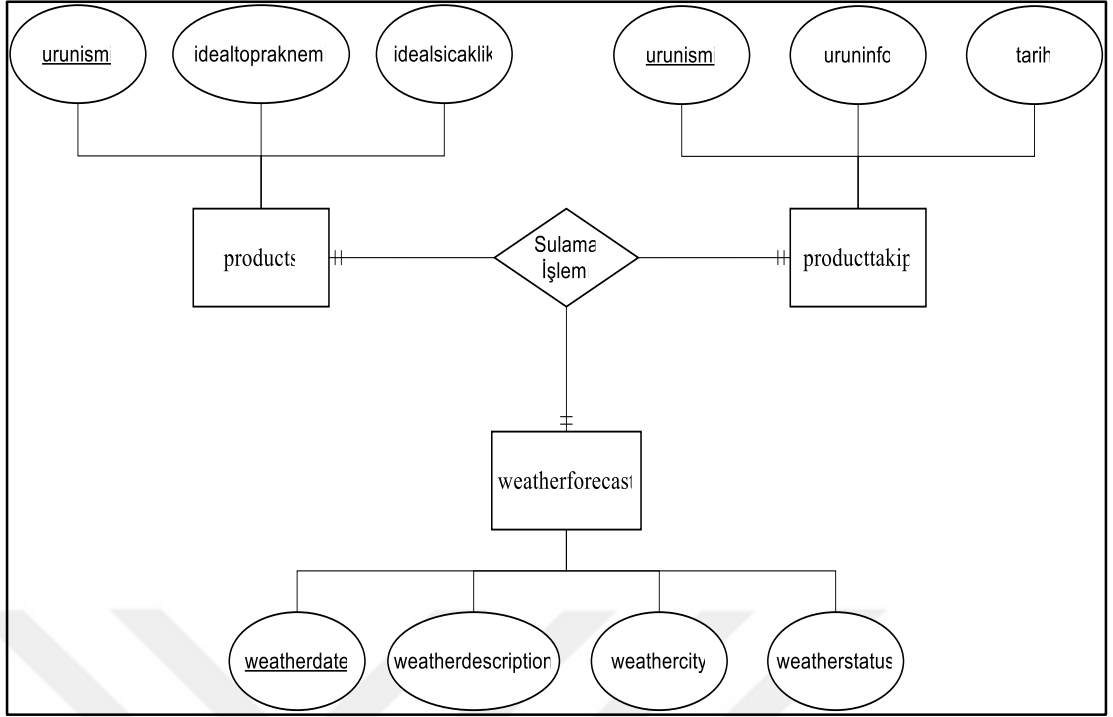 urunismi
idealtopraknemi
idealsicaklik
urunismi
uruninfo
tarih
products
Sulama
İşlemi
producttakip
weatherforecast
weatherdate
weatherdescription
weathercity
weatherstatus